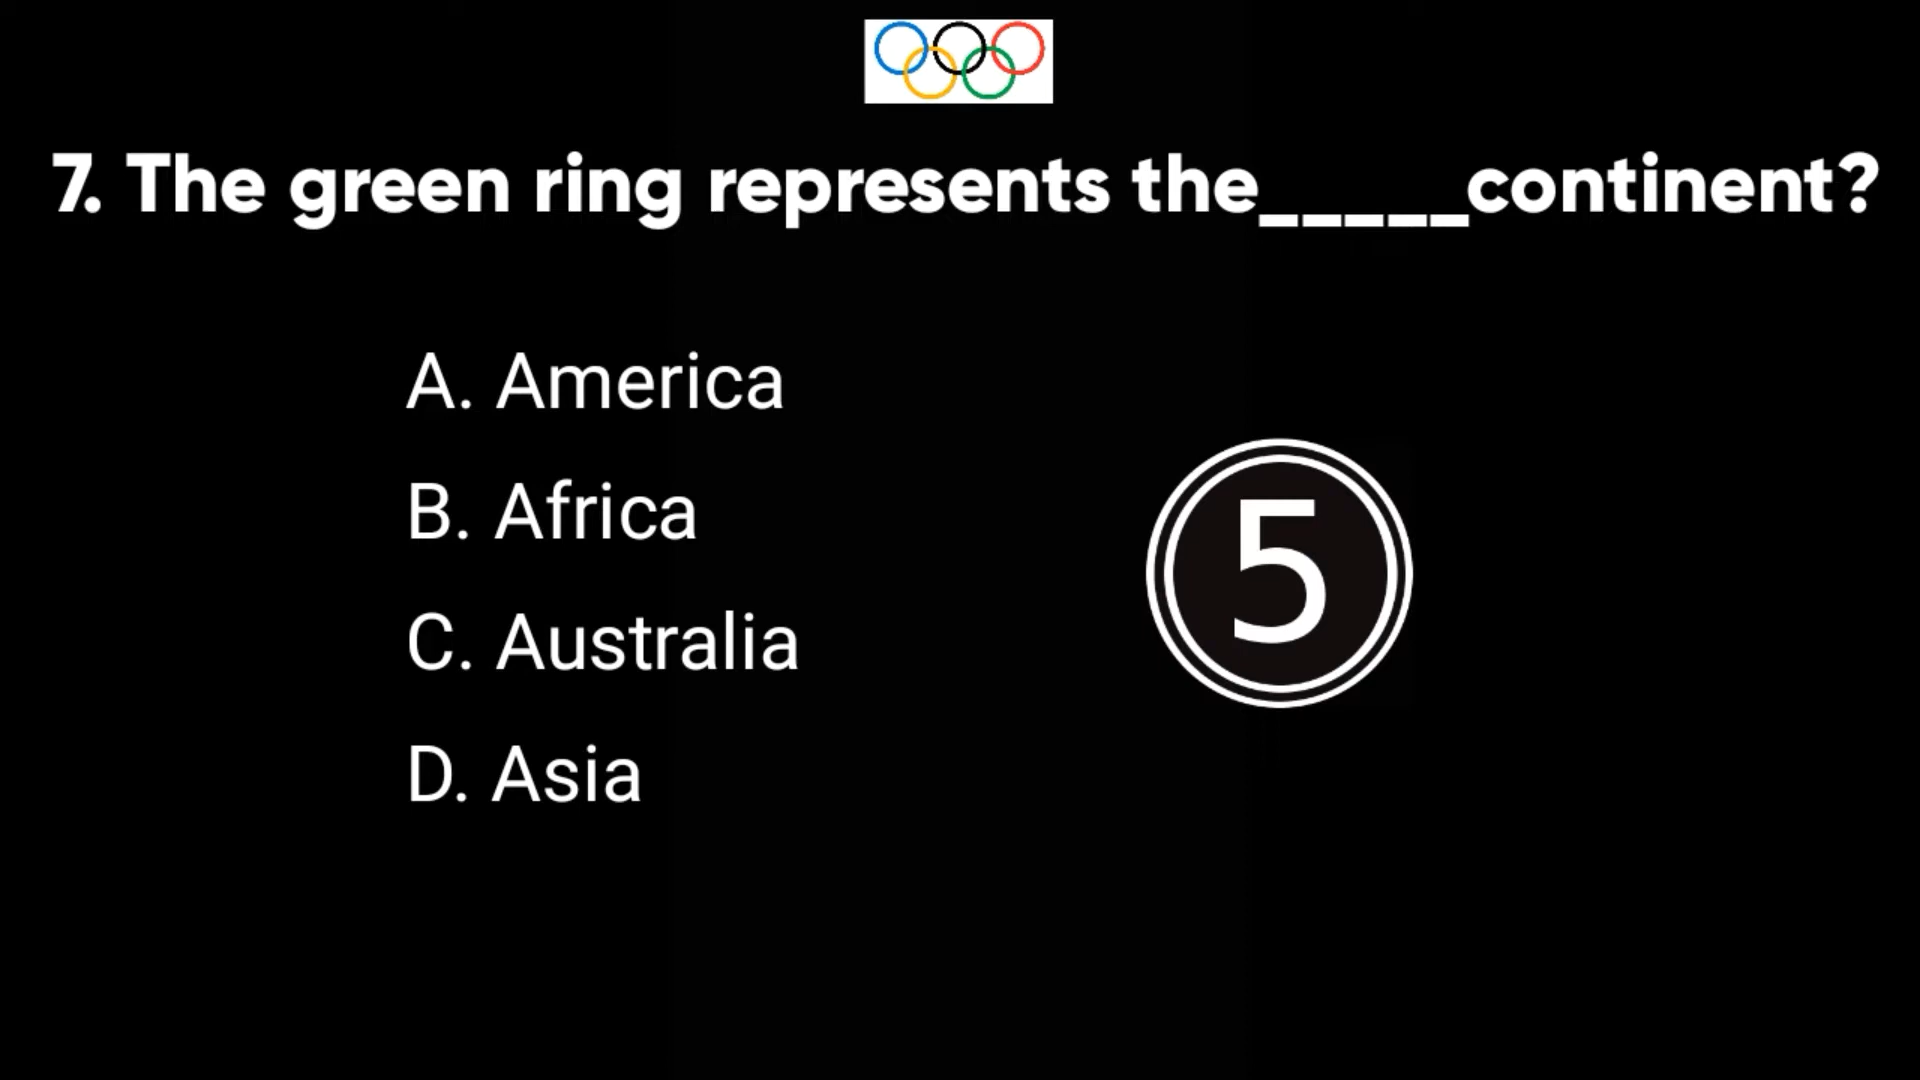 7. The green ring represents the_____continent?
A. America
B. Africa
C. Australia
D. Asia
5